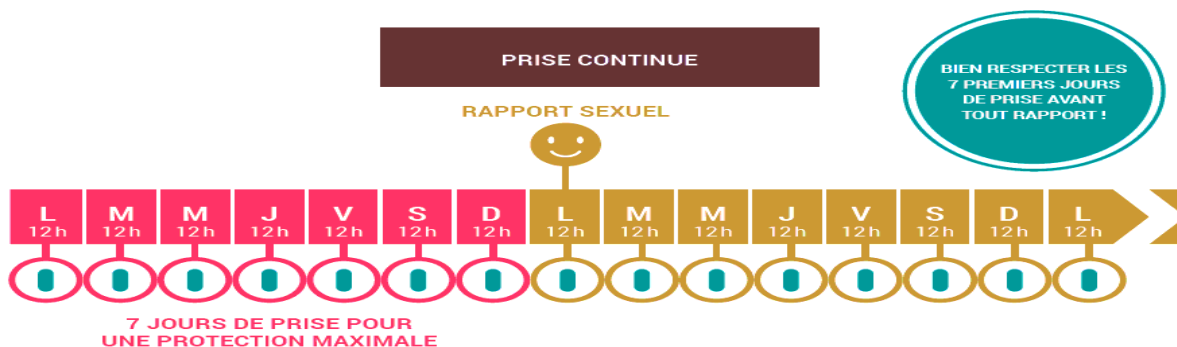 PRISE CONTINUE
BIEN RESPECTER LES
7 PREMIERS JOURS
DE PRISE AVANT
TOUT RAPPORT !
RAPPORT SEXUEL
L M M J V S D L M M J V S D L
12h 12h 12h 12h 12h 12h 12h 12h 12h 12h 12h 12h 12h 12h 12h
7 JOURS DE PRISE POUR
UNE PROTECTION MAXIMALE